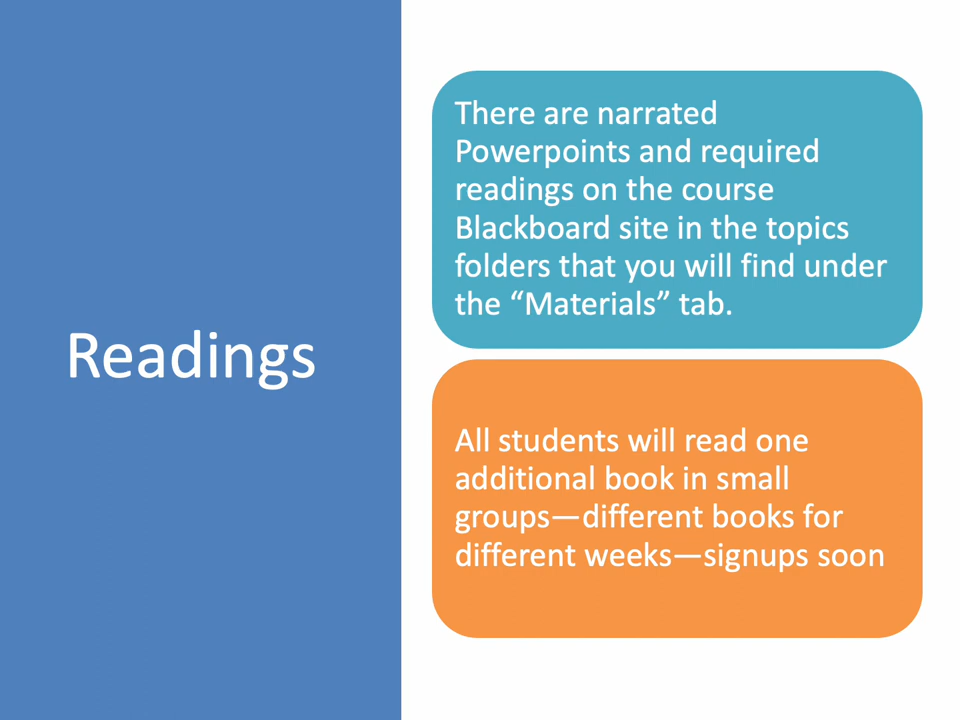 Readings
There are narrated
Powerpoints and required
readings on the course
Blackboard site in the topics
folders that you will find under
the “Materials” tab.
All students will read one
additional book in small
groups—different books for
different weeks—signups soon